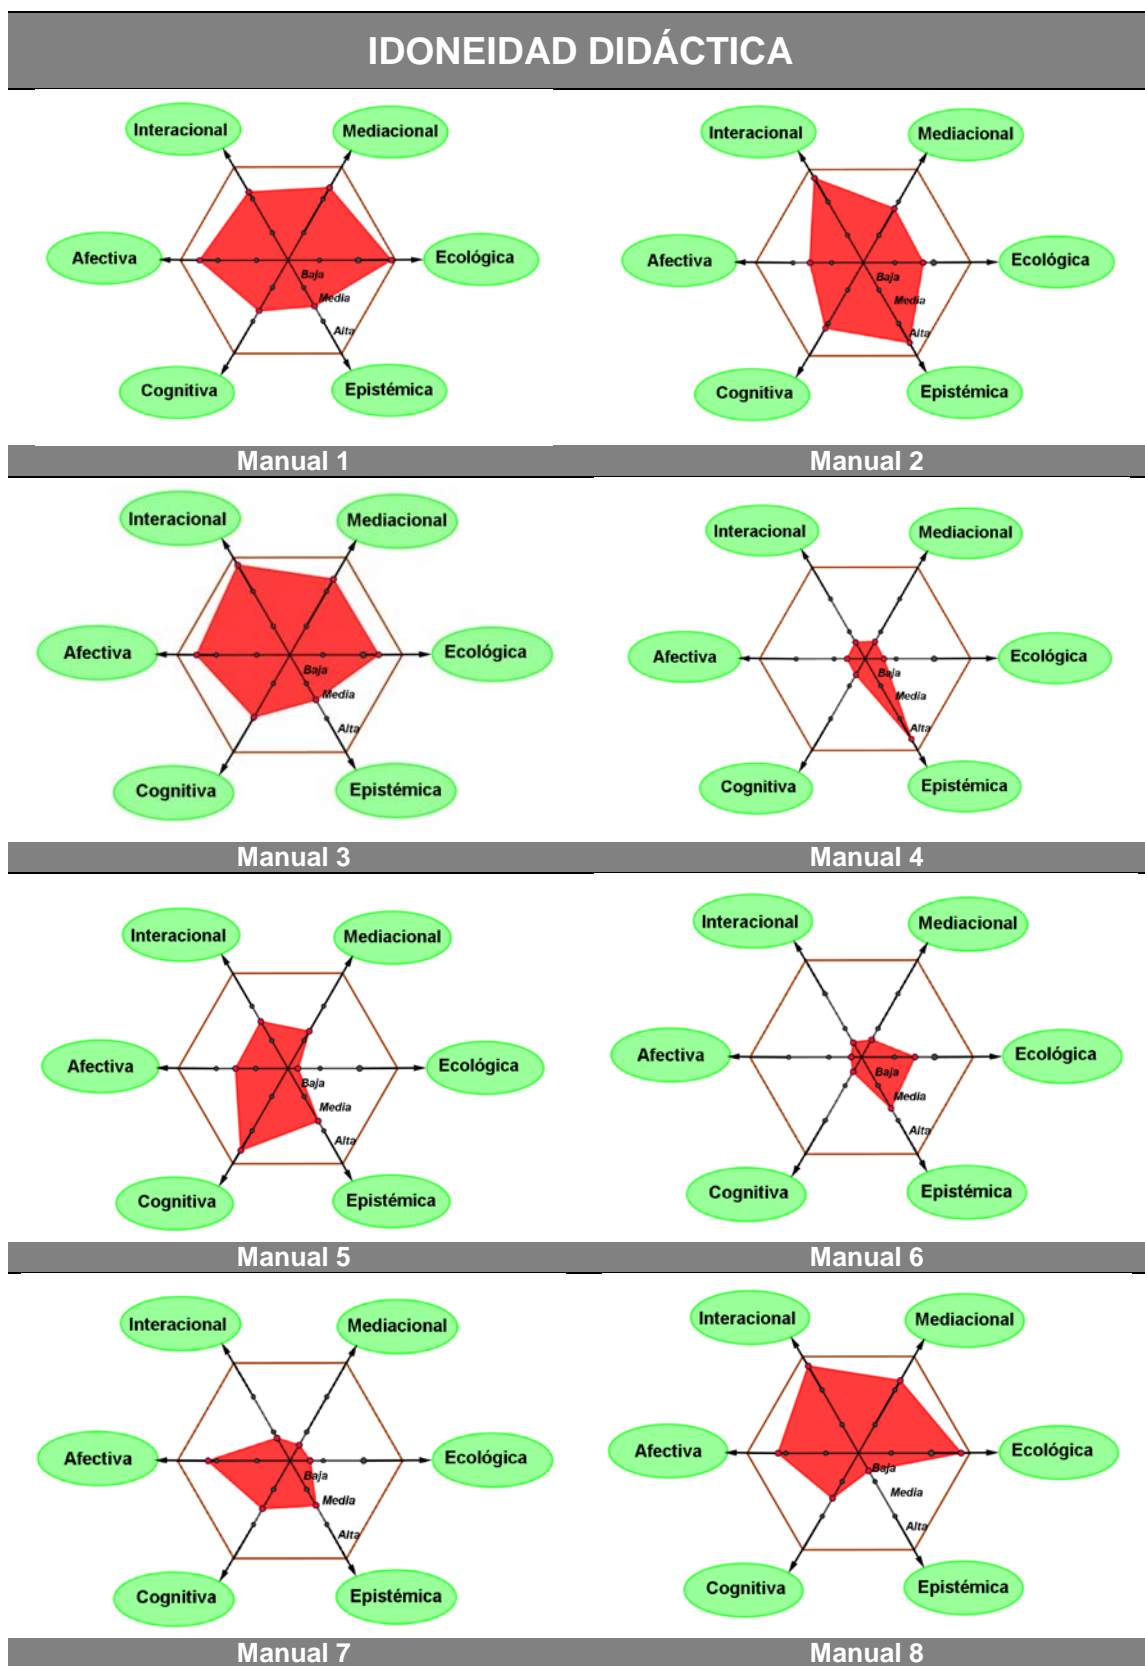 IDONEIDAD DIDÁCTICA
Interacional
Mediacional
Afectiva
Ecológica
Baja
Media
Alta
Cognitiva
Epistémica
Manual 1
Interacional
Mediacional
Afectiva
Ecológica
Baja
Media
Alta
Cognitiva
Epistémica
Manual 2
Interacional
Mediacional
Afectiva
Ecológica
Baja
Media
Alta
Cognitiva
Epistémica
Manual 3
Interacional
Mediacional
Afectiva
Ecológica
Baja
Media
Alta
Cognitiva
Epistémica
Manual 4
Interacional
Mediacional
Afectiva
Ecológica
Baja
Media
Alta
Cognitiva
Epistémica
Manual 5
Interacional
Mediacional
Afectiva
Ecológica
Baja
Media
Alta
Cognitiva
Epistémica
Manual 6
Interacional
Mediacional
Afectiva
Ecológica
Baja
Media
Alta
Cognitiva
Epistémica
Manual 7
Interacional
Mediacional
Afectiva
Ecológica
Baja
Media
Alta
Cognitiva
Epistémica
Manual 8